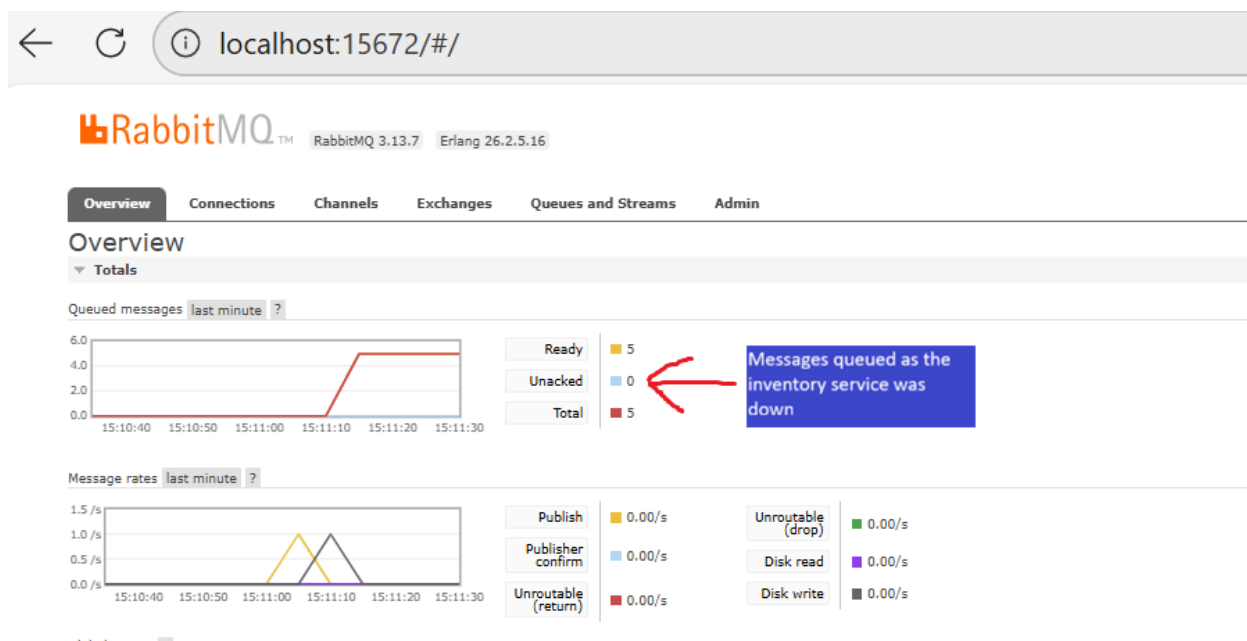 localhost:15672/#/
RabbitMQ TM RabbitMQ 3.13.7 Erlang 26.2.5.16
Overview Connections Channels Exchanges Queues and Streams Admin
Overview
Totals
Queued messages last minute ?
6.0
4.0
2.0
0.0
15:10:40 15:10:50 15:11:00 15:11:10 15:11:20 15:11:30
Ready 5
Unacked 0
Total 5
Messages queued as the
inventory service was
down
Message rates last minute ?
1.5 /s
1.0 /s
0.5 /s
0.0 /s
15:10:40 15:10:50 15:11:00 15:11:10 15:11:20 15:11:30
Publish 0.00/s
Publisher
confirm 0.00/s
Unroutable
(return) 0.00/s
Unroutable
(drop) 0.00/s
Disk read 0.00/s
Disk write 0.00/s